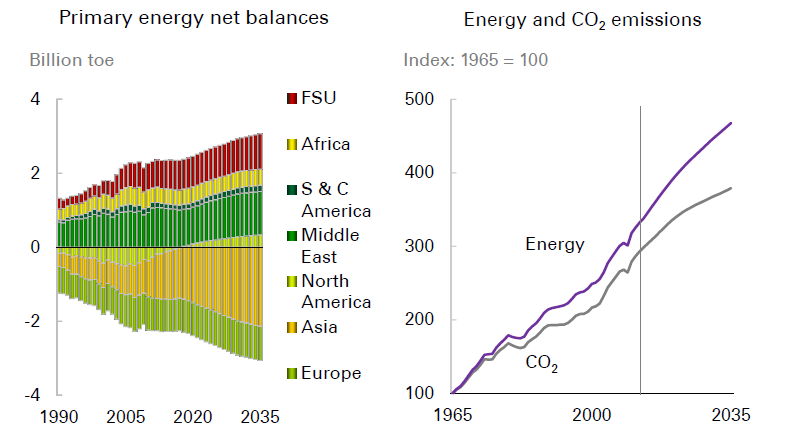 Primary energy net balances
Billion toe
4
2
0
-2
-4
1990 2005 2020 2035
FSU
Africa
S & C
America
Middle
East
North
America
Asia
Europe
Energy and CO₂ emissions
Index: 1965 = 100
500
400
300
200
100
1965 2000 2035
Energy
CO₂